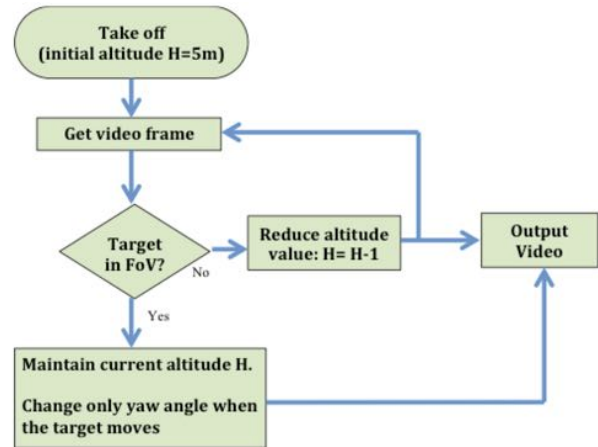 Take off
(initial altitude H=5m)
Get video frame
Target
in FoV?
No
Reduce altitude
value: H= H-1
Output
Video
Yes
Maintain current altitude H.
Change only yaw angle when
the target moves